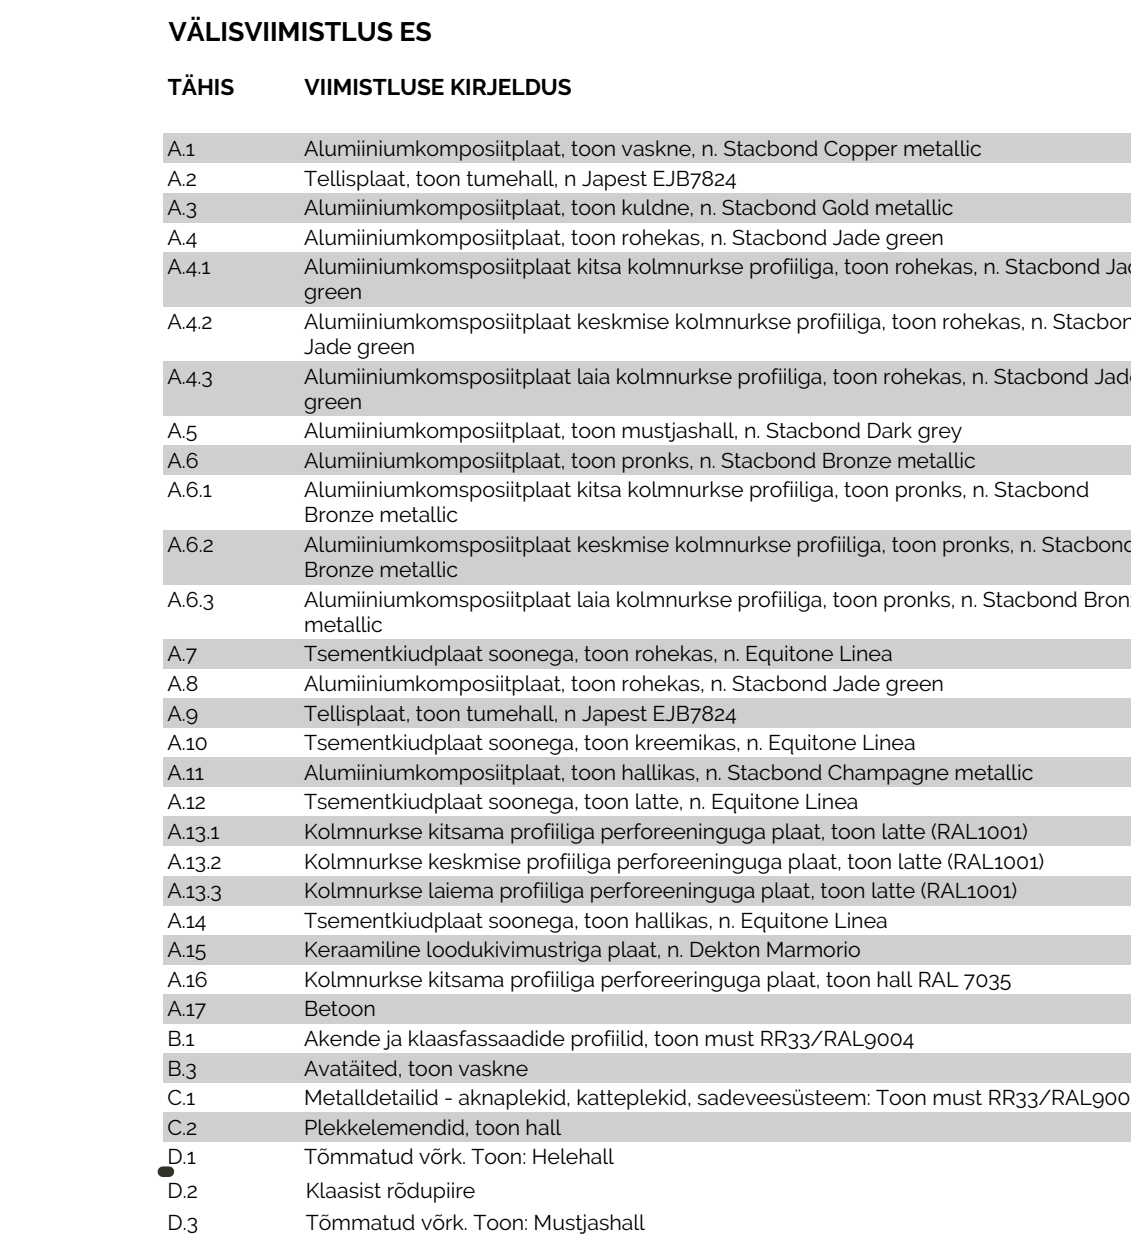 VÄLISVIIMISTLUS ES
TÄHIS VIIMISTLUSE KIRJELDUS
A.1 Alumiiniumkomposiitplaat, toon vaskne, n. Stacbond Copper metallic
A.2 Tellisplaat, toon tumehall, n Japest EJB7824
A.3 Alumiiniumkomposiitplaat, toon kuldne, n. Stacbond Gold metallic
A.4 Alumiiniumkomposiitplaat, toon rohekas, n. Stacbond Jade green
A.4.1 Alumiiniumkomsposiitplaat kitsa kolmnurkse profiiliga, toon rohekas, n. Stacbond
green
A.4.2 Alumiiniumkomsposiitplaat keskmise kolmnurkse profiiliga, toon rohekas, n.
Jade green
A.4.3 Alumiiniumkomsposiitplaat laia kolmnurkse profiiliga, toon rohekas, n. Stacbond
green
A.5 Alumiiniumkomposiitplaat, toon mustjashall, n. Stacbond Dark grey
A.6 Alumiiniumkomposiitplaat, toon pronks, n. Stacbond Bronze metallic
A.6.1 Alumiiniumkomsposiitplaat kitsa kolmnurkse profiiliga, toon pronks, n. Stacbond
Bronze metallic
A.6.2 Alumiiniumkomsposiitplaat keskmise kolmnurkse profiiliga, toon pronks, n. Stacbond
Bronze metallic
A.6.3 Alumiiniumkomsposiitplaat laia kolmnurkse profiiliga, toon pronks, n. Stacbond
metallic
A.7 Tsementkiudplaat soonega, toon rohekas, n. Equitone Linea
A.8 Alumiiniumkomposiitplaat, toon rohekas, n. Stacbond Jade green
A.9 Tellisplaat, toon tumehall, n Japest EJB7824
A.10 Tsementkiudplaat soonega, toon kreemikas, n. Equitone Linea
A.11 Alumiiniumkomposiitplaat, toon hallikas, n. Stacbond Champagne metallic
A.12 Tsementkiudplaat soonega, toon latte, n. Equitone Linea
A.13.1 Kolmnurkse kitsama profiiliga perforeeninguga plaat, toon latte (RAL1001)
A.13.2 Kolmnurkse keskmise profiiliga perforeeninguga plaat, toon latte (RAL1001)
A.13.3 Kolmnurkse laiema profiiliga perforeeninguga plaat, toon latte (RAL1001)
A.14 Tsementkiudplaat soonega, toon hallikas, n. Equitone Linea
A.15 Keraamiline loodukivimustriga plaat, n. Dekton Marmorio
A.16 Kolmnurkse kitsama profiiliga perforeeringuga plaat, toon hall RAL 7035
A.17 Betoon
B.1 Akende ja klaasfassaadide profiilid, toon must RR33/RAL9004
B.3 Avatäited, toon vaskne
C.1 Metalldetailid - aknaplekid, katteplekid, sadeveesüsteem: Toon must RR33/RAL900
C.2 Plekkelemendid, toon hall
D.1 Tõmmatud võrk. Toon: Helehall
D.2 Klaasist rõdupiire
D.3 Tõmmatud võrk. Toon: Mustjashall